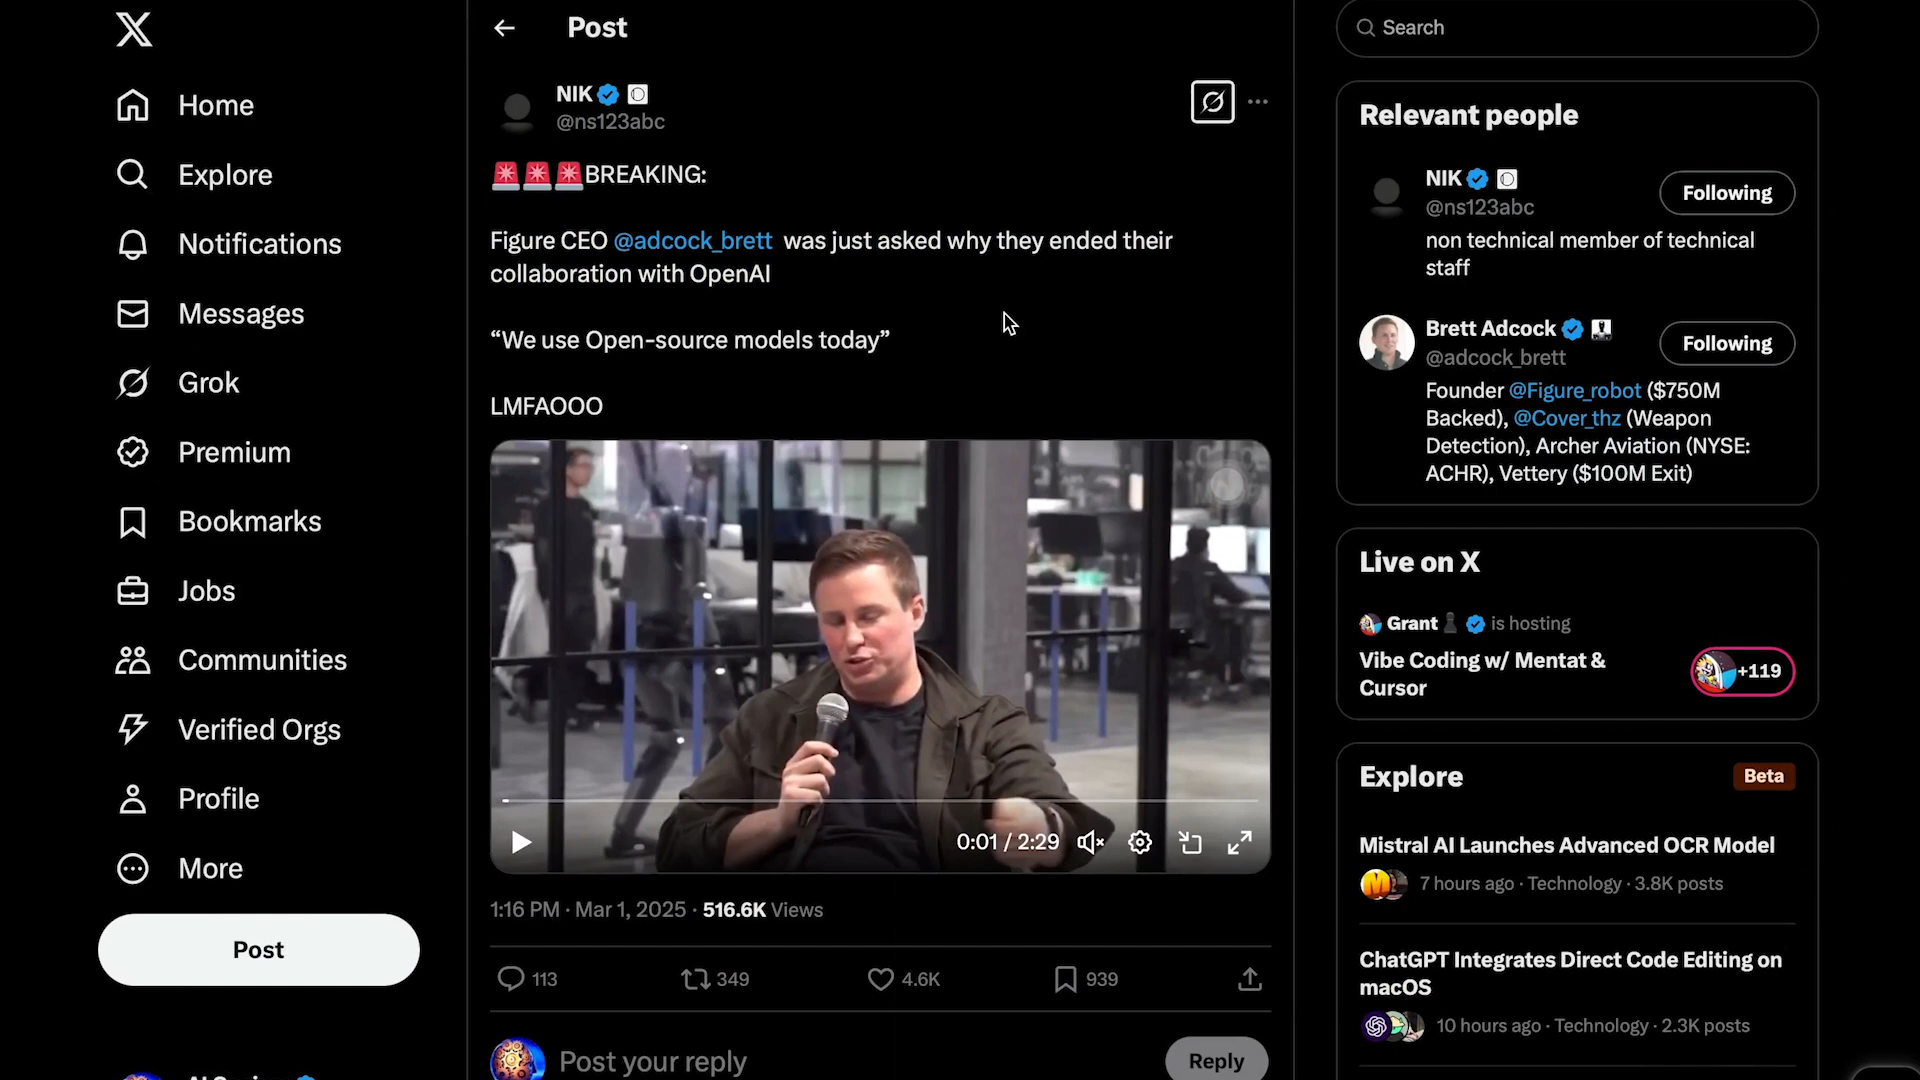 Home
Explore
Notifications
Messages
Grok
Premium
Bookmarks
Jobs
Communities
Verified Orgs
Profile
More
Post
Post
NIK
@ns123abc
🚨🚨🚨BREAKING:
Figure CEO @adcock_brett was just asked why they ended their
collaboration with OpenAI
“We use Open-source models today”
LMFAOOO
0:01 / 2:29
1:16 PM · Mar 1, 2025 · 516.6K Views
113
349
4.6K
939
Post your reply
Reply
Search
Relevant people
NIK
@ns123abc
Following
non technical member of technical
staff
Brett Adcock
@adcock_brett
Following
Founder @Figure_robot ($750M
Backed), @Cover_thz (Weapon
Detection), Archer Aviation (NYSE:
ACHR), Vettery ($100M Exit)
Live on X
Grant is hosting
Vibe Coding w/ Mentat &
Cursor
+119
Explore
Beta
Mistral AI Launches Advanced OCR Model
7 hours ago · Technology · 3.8K posts
ChatGPT Integrates Direct Code Editing on
macOS
10 hours ago · Technology · 2.3K posts